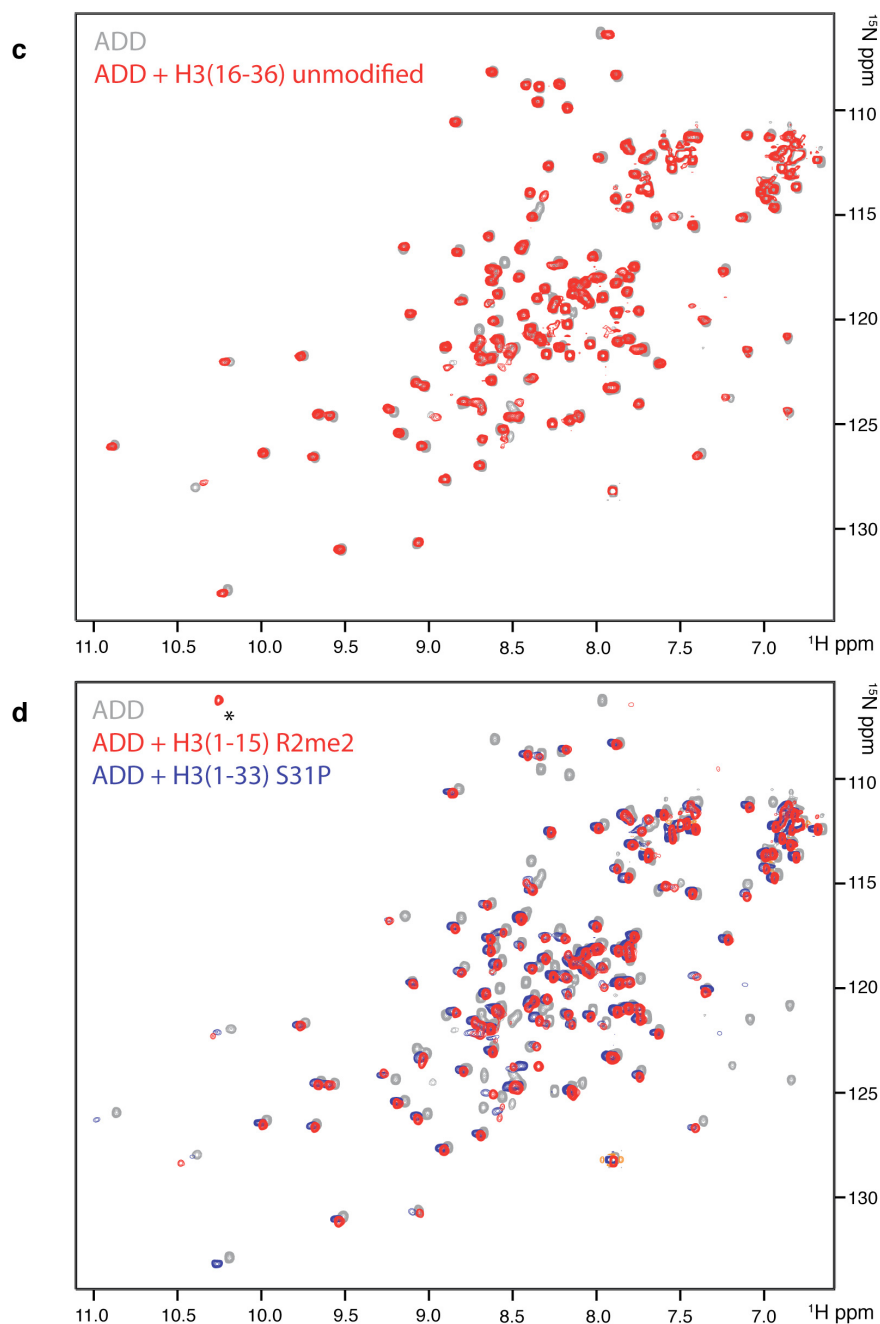 c
ADD
ADD + H3(16-36) unmodified
15N ppm
110
115
120
125
130
11.0 10.5 10.0 9.5 9.0 8.5 8.0 7.5 7.0 1H ppm
d
ADD
*
ADD + H3(1-15) R2me2
ADD + H3(1-33) S31P
15N ppm
110
115
120
125
130
11.0 10.5 10.0 9.5 9.0 8.5 8.0 7.5 7.0 1H ppm